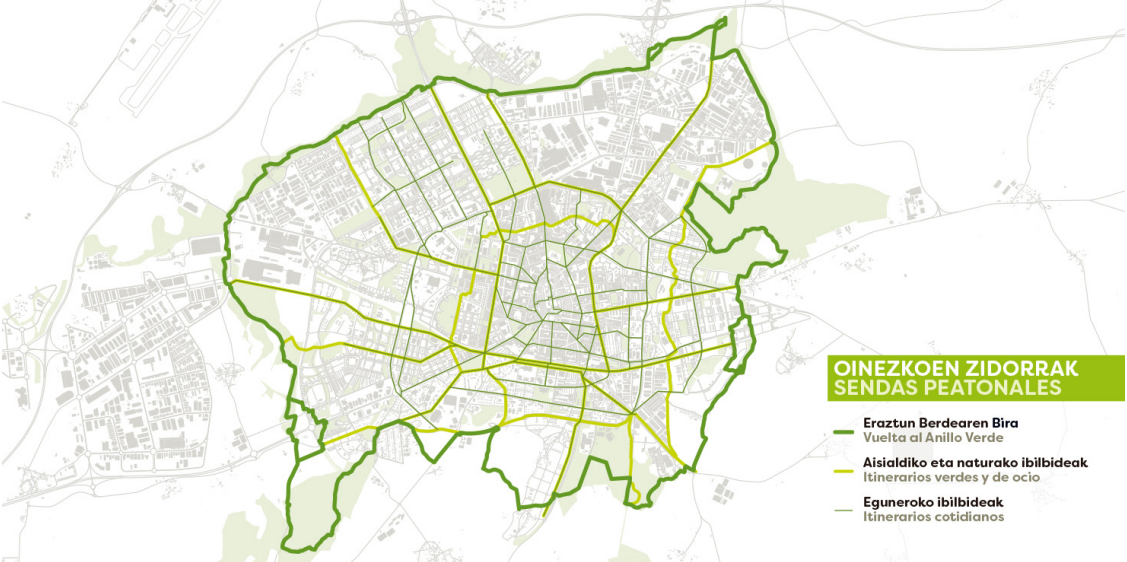 OINEZKOEN ZIDORRAK
SENDAS PEATONALES
Eraztun Berdearen Bira
Vuelta al Anillo Verde
Aisialdiko eta naturako ibilbideak
Itinerarios verdes y de ocio
Eguneroko ibilbideak
Itinerarios cotidianos